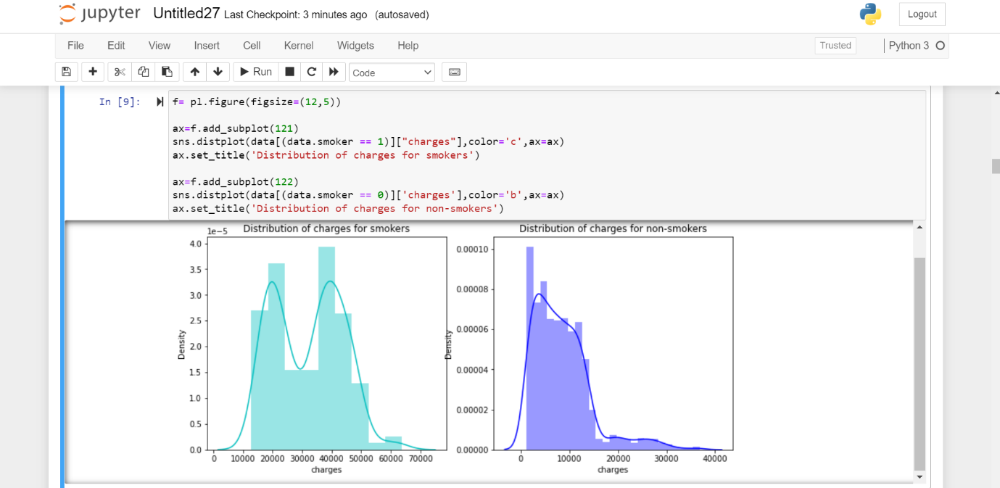 jupyter Untitled27 Last Checkpoint: 3 minutes ago (autosaved)
Logout
File Edit View Insert Cell Kernel Widgets Help
Trusted
Python 3
Run
Code
In [9]:
f= pl.figure(figsize=(12,5))
ax=f.add_subplot(121)
sns.distplot(data[(data.smoker == 1)]["charges"],color='c',ax=ax)
ax.set_title('Distribution of charges for smokers')
ax=f.add_subplot(122)
sns.distplot(data[(data.smoker == 0)]['charges'],color='b',ax=ax)
ax.set_title('Distribution of charges for non-smokers')
1e-5
Distribution of charges for smokers
4.0
3.5
3.0
2.5
2.0
1.5
1.0
0.5
0.0
Density
0 10000 20000 30000 40000 50000 60000 70000
charges
Distribution of charges for non-smokers
0.00010
0.00008
0.00006
0.00004
0.00002
0.00000
Density
0 10000 20000 30000 40000
charges